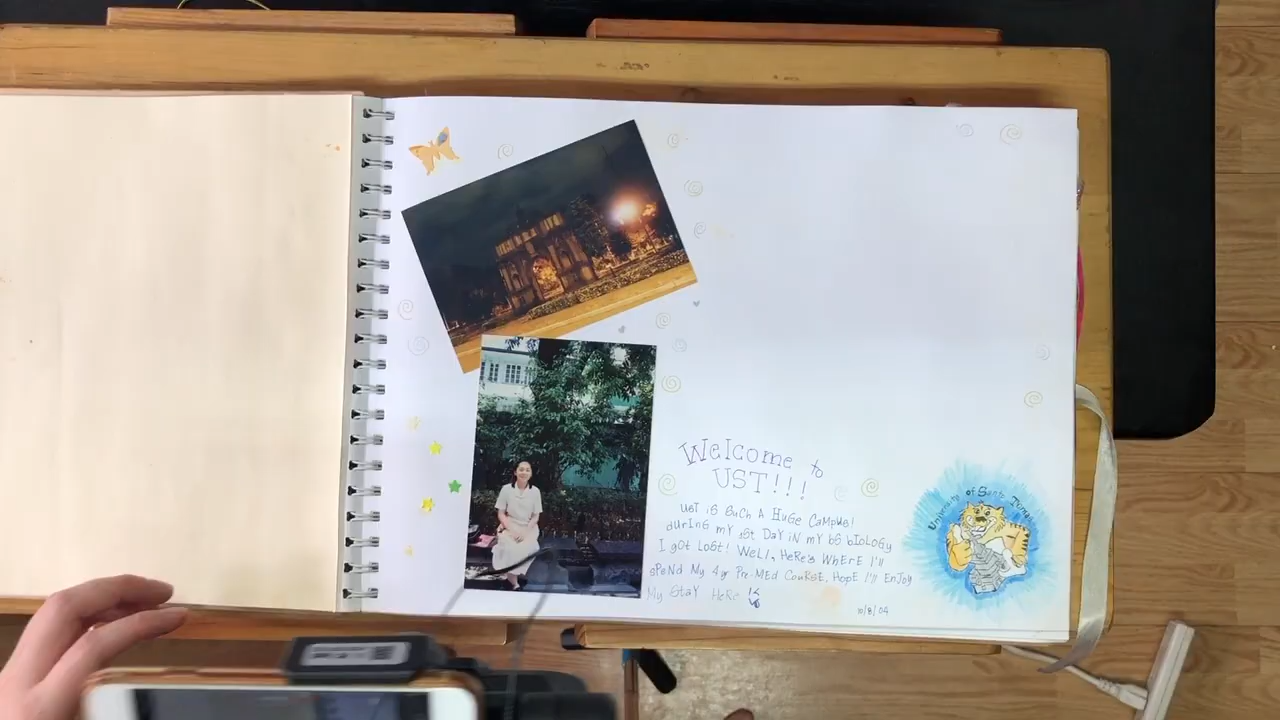 Welcome to
UST!!!
UST iS SuCh A HuGe CaMpUs!
duriNG mY 1St DaY iN mY bS bIoLoGy
I gOt LoSt! WeLl, HeRe's WhErE I'll
sPeNd My 4yr Pre-MEd CouRsE. HopE I'll EnJoy
My StaY HeRe
10/8/04
University of Santo Tomas